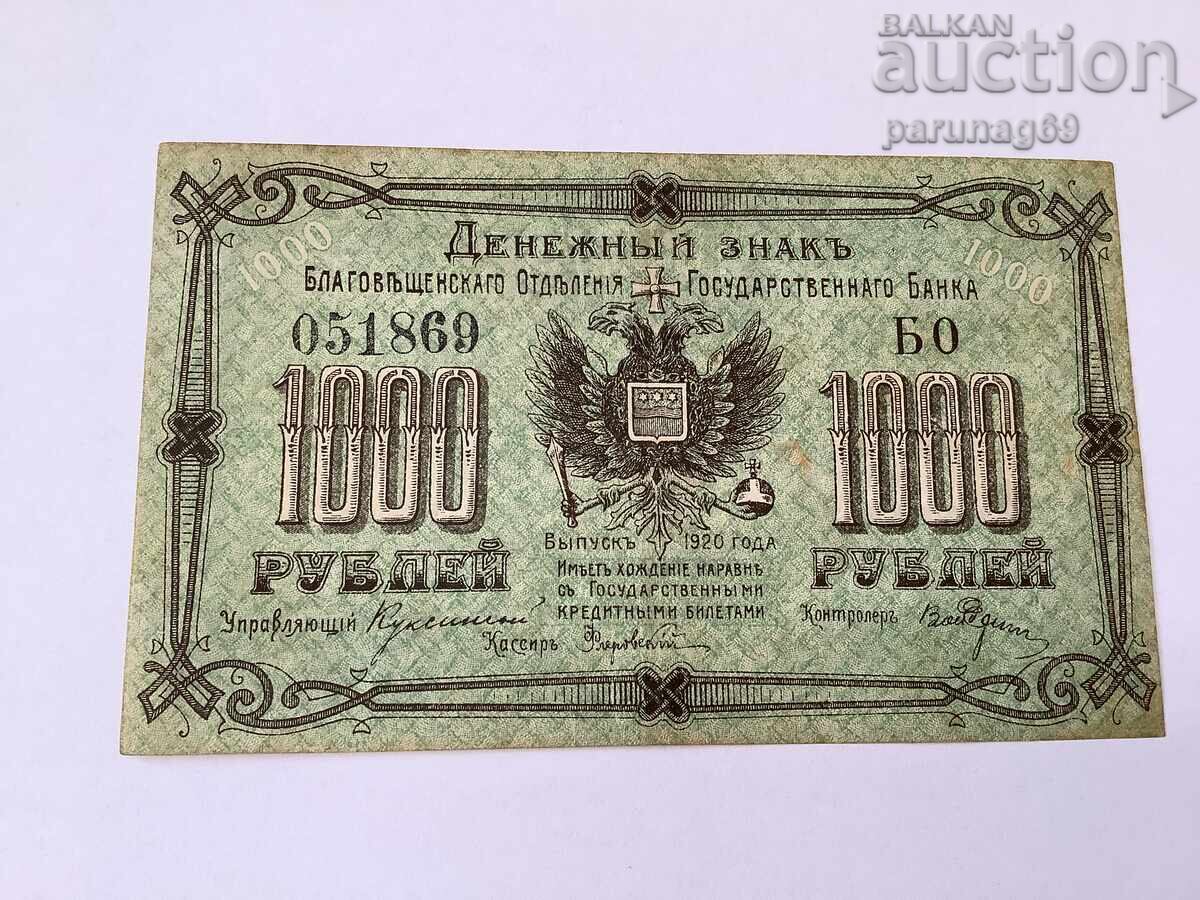 BALKAN
auction
parunag69
1000 1000
Денежный знакъ
Благовѣщенскаго Отдѣленія Государственнаго Банка
051869 БО
1000 1000
рублей рублей
Выпускъ 1920 года
Имѣетъ хожденіе наравнѣ
съ Государственными
кредитными билетами
Управляющій
Кассиръ
Контролеръ